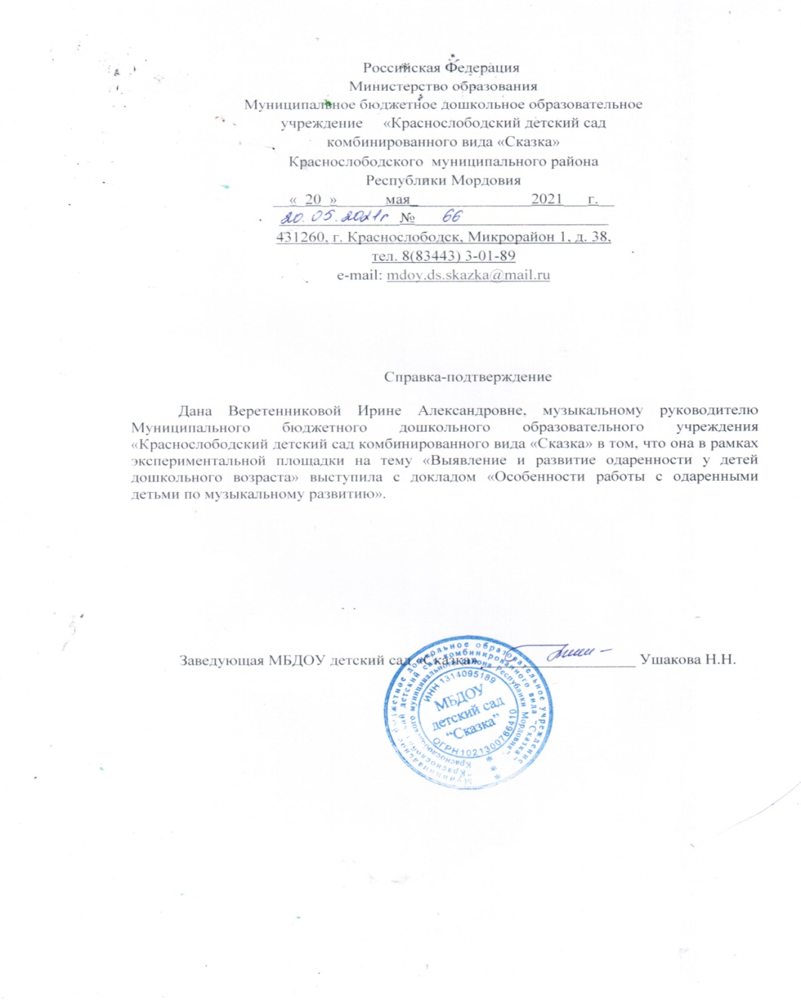 Российская Федерация
Министерство образования
Муниципальное бюджетное дошкольное образовательное
учреждение «Краснослободский детский сад
комбинированного вида «Сказка»
Краснослободского муниципального района
Республики Мордовия
« 20 » мая 2021 г.
20.05.2021г № 66
431260, г. Краснослободск, Микрорайон 1, д. 38,
тел. 8(83443) 3-01-89
e-mail: mdoy.ds.skazka@mail.ru
Справка-подтверждение
Дана Веретенниковой Ирине Александровне, музыкальному руководителю
Муниципального бюджетного дошкольного образовательного учреждения
«Краснослободский детский сад комбинированного вида «Сказка» в том, что она в рамках
экспериментальной площадки на тему «Выявление и развитие одаренности у детей
дошкольного возраста» выступила с докладом «Особенности работы с одаренными
детьми по музыкальному развитию».
Заведующая МБДОУ детский сад «Сказка» Ушакова Н.Н.
Муниципальное бюджетное дошкольное образовательное учреждение
"Краснослободский детский сад комбинированного вида "Сказка"
Краснослободского муниципального района Республики Мордовия
ИНН 1314095189
МБДОУ
детский сад
"Сказка"
ОГРН 1021300766410